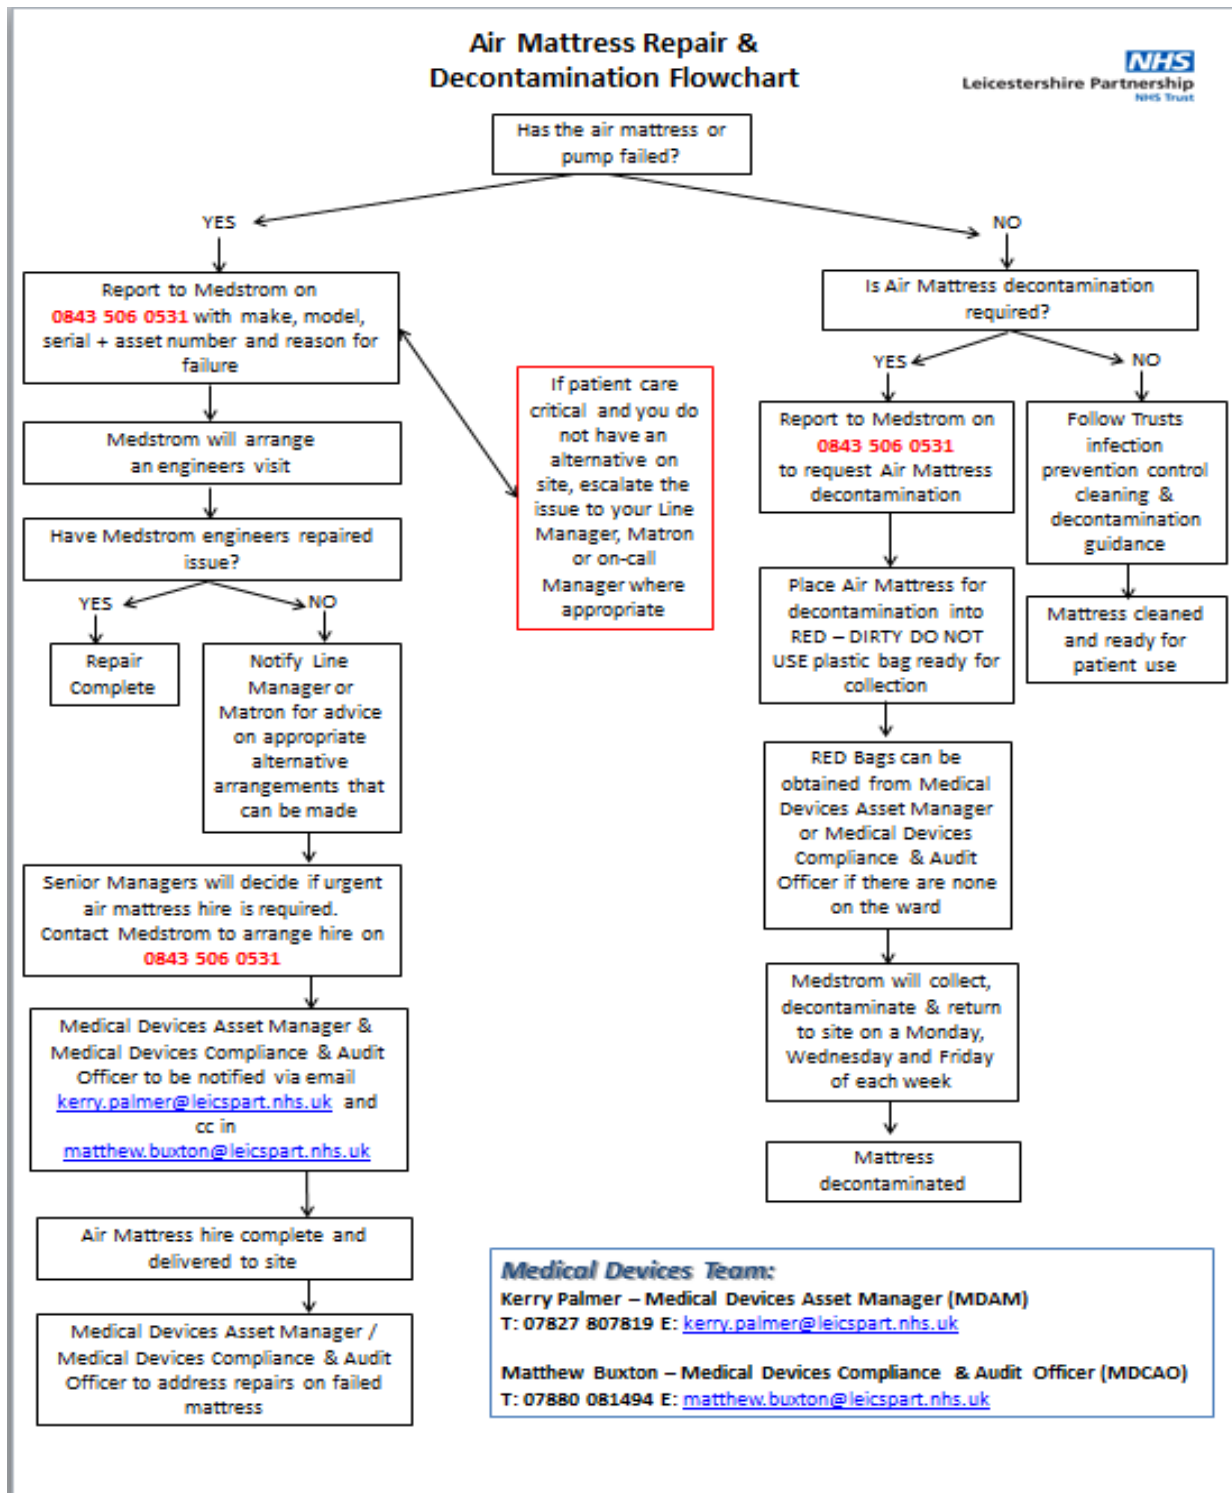 Air Mattress Repair &
Decontamination Flowchart
NHS
Leicestershire Partnership
NHS Trust
Has the air mattress or
pump failed?
YES
NO
Report to Medstrom on
0843 506 0531 with make, model,
serial + asset number and reason for
failure
Medstrom will arrange
an engineers visit
Have Medstrom engineers repaired
issue?
YES
NO
Repair
Complete
Notify Line
Manager or
Matron for advice
on appropriate
alternative
arrangements that
can be made
Senior Managers will decide if urgent
air mattress hire is required.
Contact Medstrom to arrange hire on
0843 506 0531
Medical Devices Asset Manager &
Medical Devices Compliance & Audit
Officer to be notified via email
kerry.palmer@leicspart.nhs.uk and
cc in
matthew.buxton@leicspart.nhs.uk
Air Mattress hire complete and
delivered to site
Medical Devices Asset Manager /
Medical Devices Compliance & Audit
Officer to address repairs on failed
mattress
If patient care
critical and you do
not have an
alternative on
site, escalate the
issue to your Line
Manager, Matron
or on-call
Manager where
appropriate
Is Air Mattress decontamination
required?
YES
NO
Report to Medstrom on
0843 506 0531
to request Air Mattress
decontamination
Place Air Mattress for
decontamination into
RED – DIRTY DO NOT
USE plastic bag ready for
collection
RED Bags can be
obtained from Medical
Devices Asset Manager
or Medical Devices
Compliance & Audit
Officer if there are none
on the ward
Medstrom will collect,
decontaminate & return
to site on a Monday,
Wednesday and Friday
of each week
Mattress
decontaminated
Follow Trusts
infection
prevention control
cleaning &
decontamination
guidance
Mattress cleaned
and ready for
patient use
Medical Devices Team:
Kerry Palmer – Medical Devices Asset Manager (MDAM)
T: 07827 807819 E: kerry.palmer@leicspart.nhs.uk
Matthew Buxton – Medical Devices Compliance & Audit Officer (MDCAO)
T: 07880 081494 E: matthew.buxton@leicspart.nhs.uk